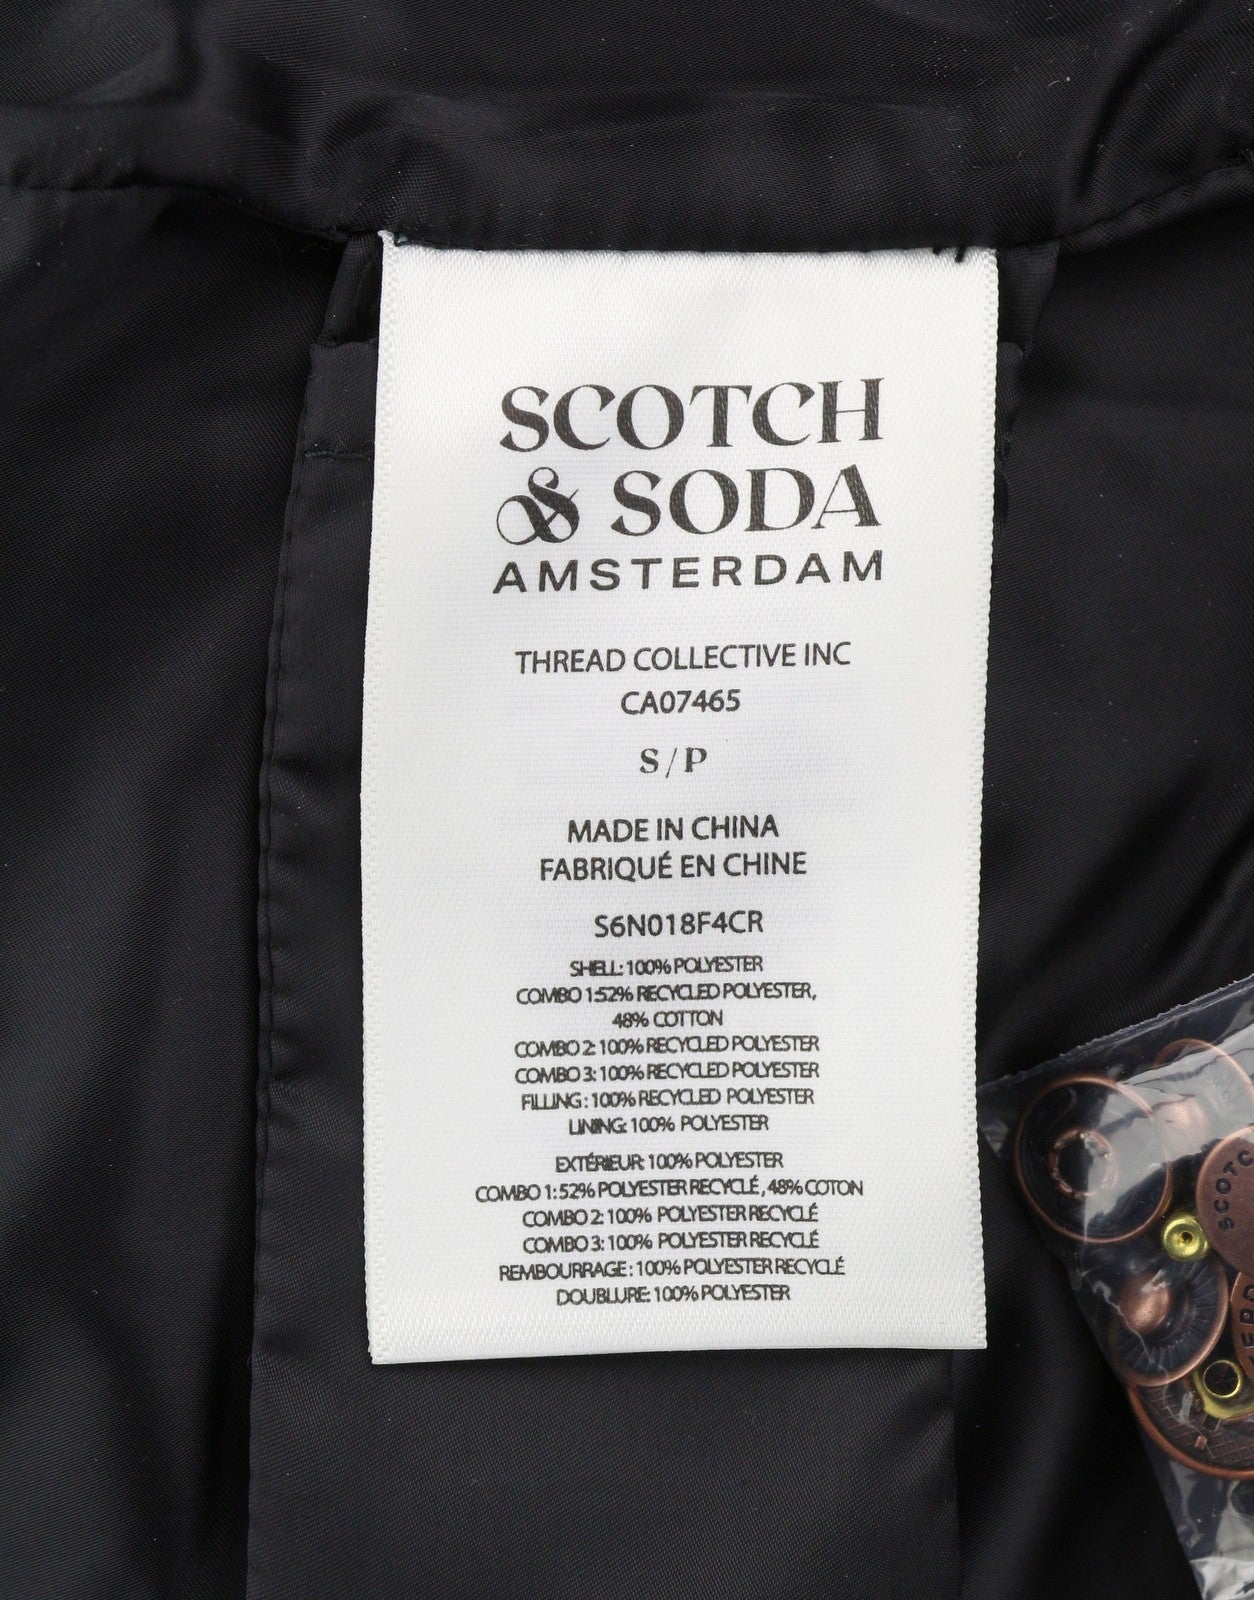 SCOTCH
& SODA
AMSTERDAM
THREAD COLLECTIVE INC
CA07465
S/P
MADE IN CHINA
FABRIQUÉ EN CHINE
S6N018F4CR
SHELL: 100% POLYESTER
COMBO 1:52% RECYCLED POLYESTER,
48% COTTON
COMBO 2: 100% RECYCLED POLYESTER
COMBO 3: 100% RECYCLED POLYESTER
FILLING: 100% RECYCLED POLYESTER
LINING: 100% POLYESTER
EXTÉRIEUR: 100% POLYESTER
COMBO 1: 52% POLYESTER RECYCLÉ, 48% COTON
COMBO 2: 100% POLYESTER RECYCLÉ
COMBO 3: 100% POLYESTER RECYCLÉ
REMBOURRAGE: 100% POLYESTER RECYCLÉ
DOUBLURE: 100% POLYESTER
SCOTC